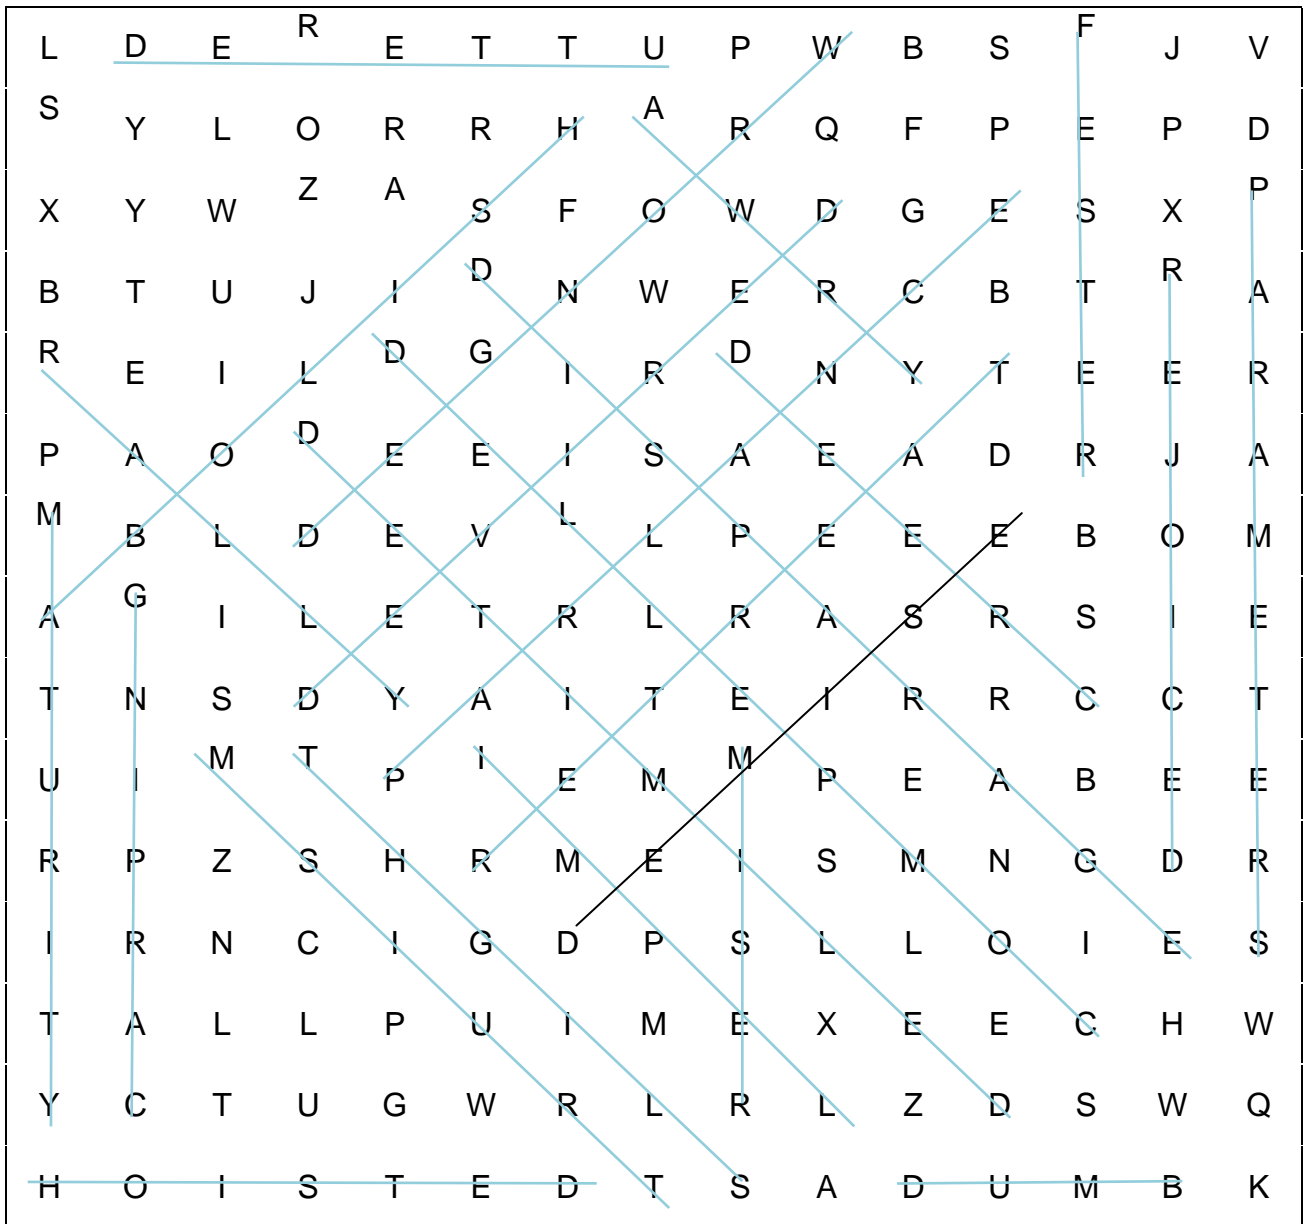 L D E R E T T U P W B S F J V
S Y L O R R H A R Q F P E P D
X Y W Z A S F O W D G E S X P
B T U J I D N W E R C B T R A
R E I L D G I R D N Y T E E R
P A O D E E I S A E A D R J A
M B L D E V L L P E E E B O M
A G I L E T R L R A S R S I E
T N S D Y A I T E I R R C C T
U I M T P I E M M P E A B E E
R P Z S H R M E I S M N G D R
I R N C I G D P S L L O I E S
T A L L P U I M E X E E C H W
Y C T U G W R L R L Z D S W Q
H O I S T E D T S A D U M B K